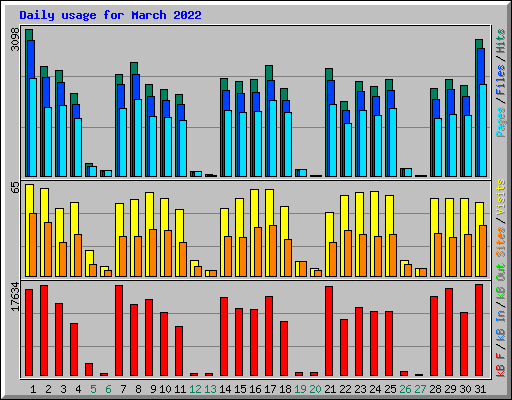 Daily usage for March 2022
3098
Pages / Files / Hits
65
Sites / Visits
17634
kB F / kB In / kB Out
1 2 3 4 5 6 7 8 9 10 11 12 13 14 15 16 17 18 19 20 21 22 23 24 25 26 27 28 29 30 31